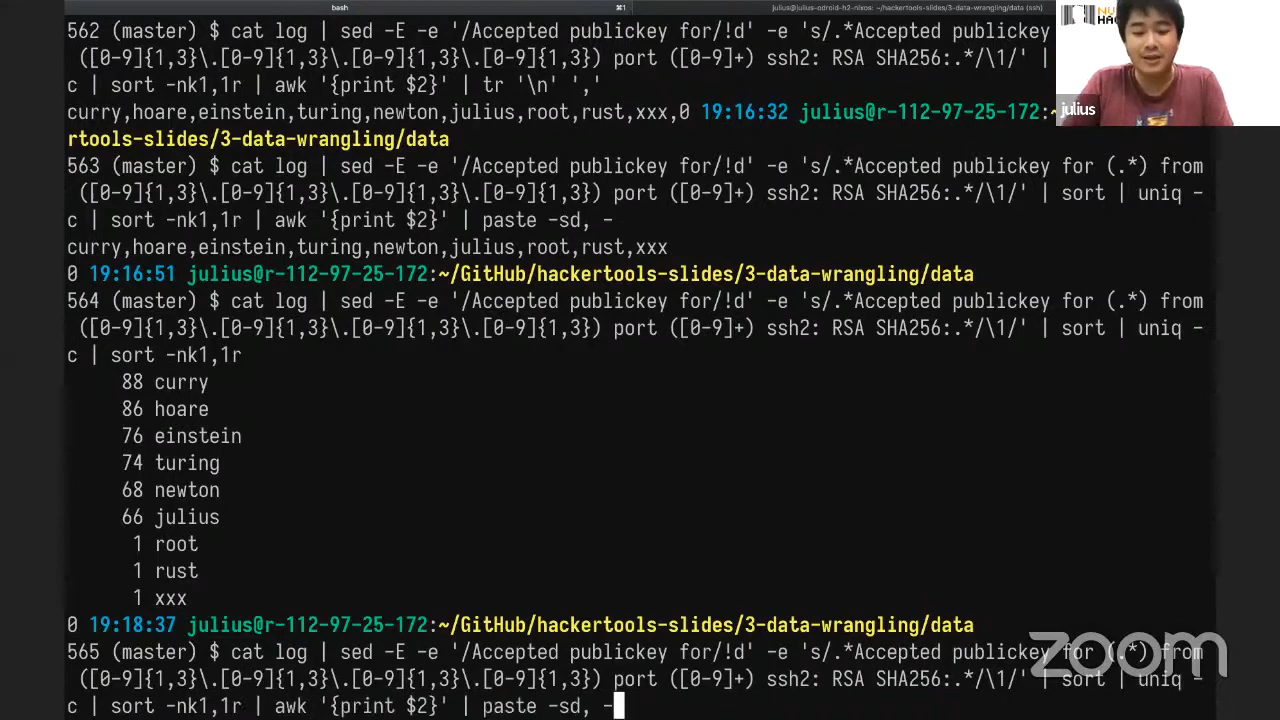 bash ⌘1 julius@julius-odroid-h2-nixos: ~/hackertools-slides/3-data-wrangling/data (ssh)
562 (master) $ cat log | sed -E -e '/Accepted publickey for/!d' -e 's/.*Accepted publickey
([0-9]{1,3}\.[0-9]{1,3}\.[0-9]{1,3}\.[0-9]{1,3}) port ([0-9]+) ssh2: RSA SHA256:.*/\1/' |
c | sort -nk1,1r | awk '{print $2}' | tr '\n' ','
curry,hoare,einstein,turing,newton,julius,root,rust,xxx,0 19:16:32 julius@r-112-97-25-172:~
rtools-slides/3-data-wrangling/data
563 (master) $ cat log | sed -E -e '/Accepted publickey for/!d' -e 's/.*Accepted publickey for (.*) from
([0-9]{1,3}\.[0-9]{1,3}\.[0-9]{1,3}\.[0-9]{1,3}) port ([0-9]+) ssh2: RSA SHA256:.*/\1/' | sort | uniq -
c | sort -nk1,1r | awk '{print $2}' | paste -sd, -
curry,hoare,einstein,turing,newton,julius,root,rust,xxx
0 19:16:51 julius@r-112-97-25-172:~/GitHub/hackertools-slides/3-data-wrangling/data
564 (master) $ cat log | sed -E -e '/Accepted publickey for/!d' -e 's/.*Accepted publickey for (.*) from
([0-9]{1,3}\.[0-9]{1,3}\.[0-9]{1,3}\.[0-9]{1,3}) port ([0-9]+) ssh2: RSA SHA256:.*/\1/' | sort | uniq -
c | sort -nk1,1r
88 curry
86 hoare
76 einstein
74 turing
68 newton
66 julius
1 root
1 rust
1 xxx
0 19:18:37 julius@r-112-97-25-172:~/GitHub/hackertools-slides/3-data-wrangling/data
565 (master) $ cat log | sed -E -e '/Accepted publickey for/!d' -e 's/.*Accepted publickey for (.*) from
([0-9]{1,3}\.[0-9]{1,3}\.[0-9]{1,3}\.[0-9]{1,3}) port ([0-9]+) ssh2: RSA SHA256:.*/\1/' | sort | uniq -
c | sort -nk1,1r | awk '{print $2}' | paste -sd, -
julius
zoom